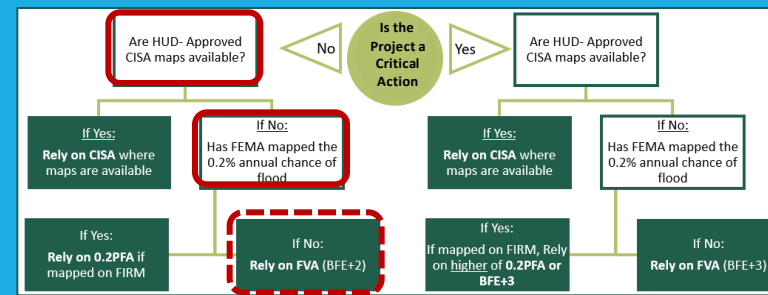 Is the
Project a
Critical
Action
No
Yes
Are HUD- Approved
CISA maps available?
If Yes:
Rely on CISA where
maps are available
If No:
Has FEMA mapped the
0.2% annual chance of
flood
If Yes:
Rely on 0.2PFA if
mapped on FIRM
If No:
Rely on FVA (BFE+2)
Are HUD- Approved
CISA maps available?
If Yes:
Rely on CISA where
maps are available
If No:
Has FEMA mapped the
0.2% annual chance of
flood
If Yes:
If mapped on FIRM, Rely
on higher of 0.2PFA or
BFE+3
If No:
Rely on FVA (BFE+3)